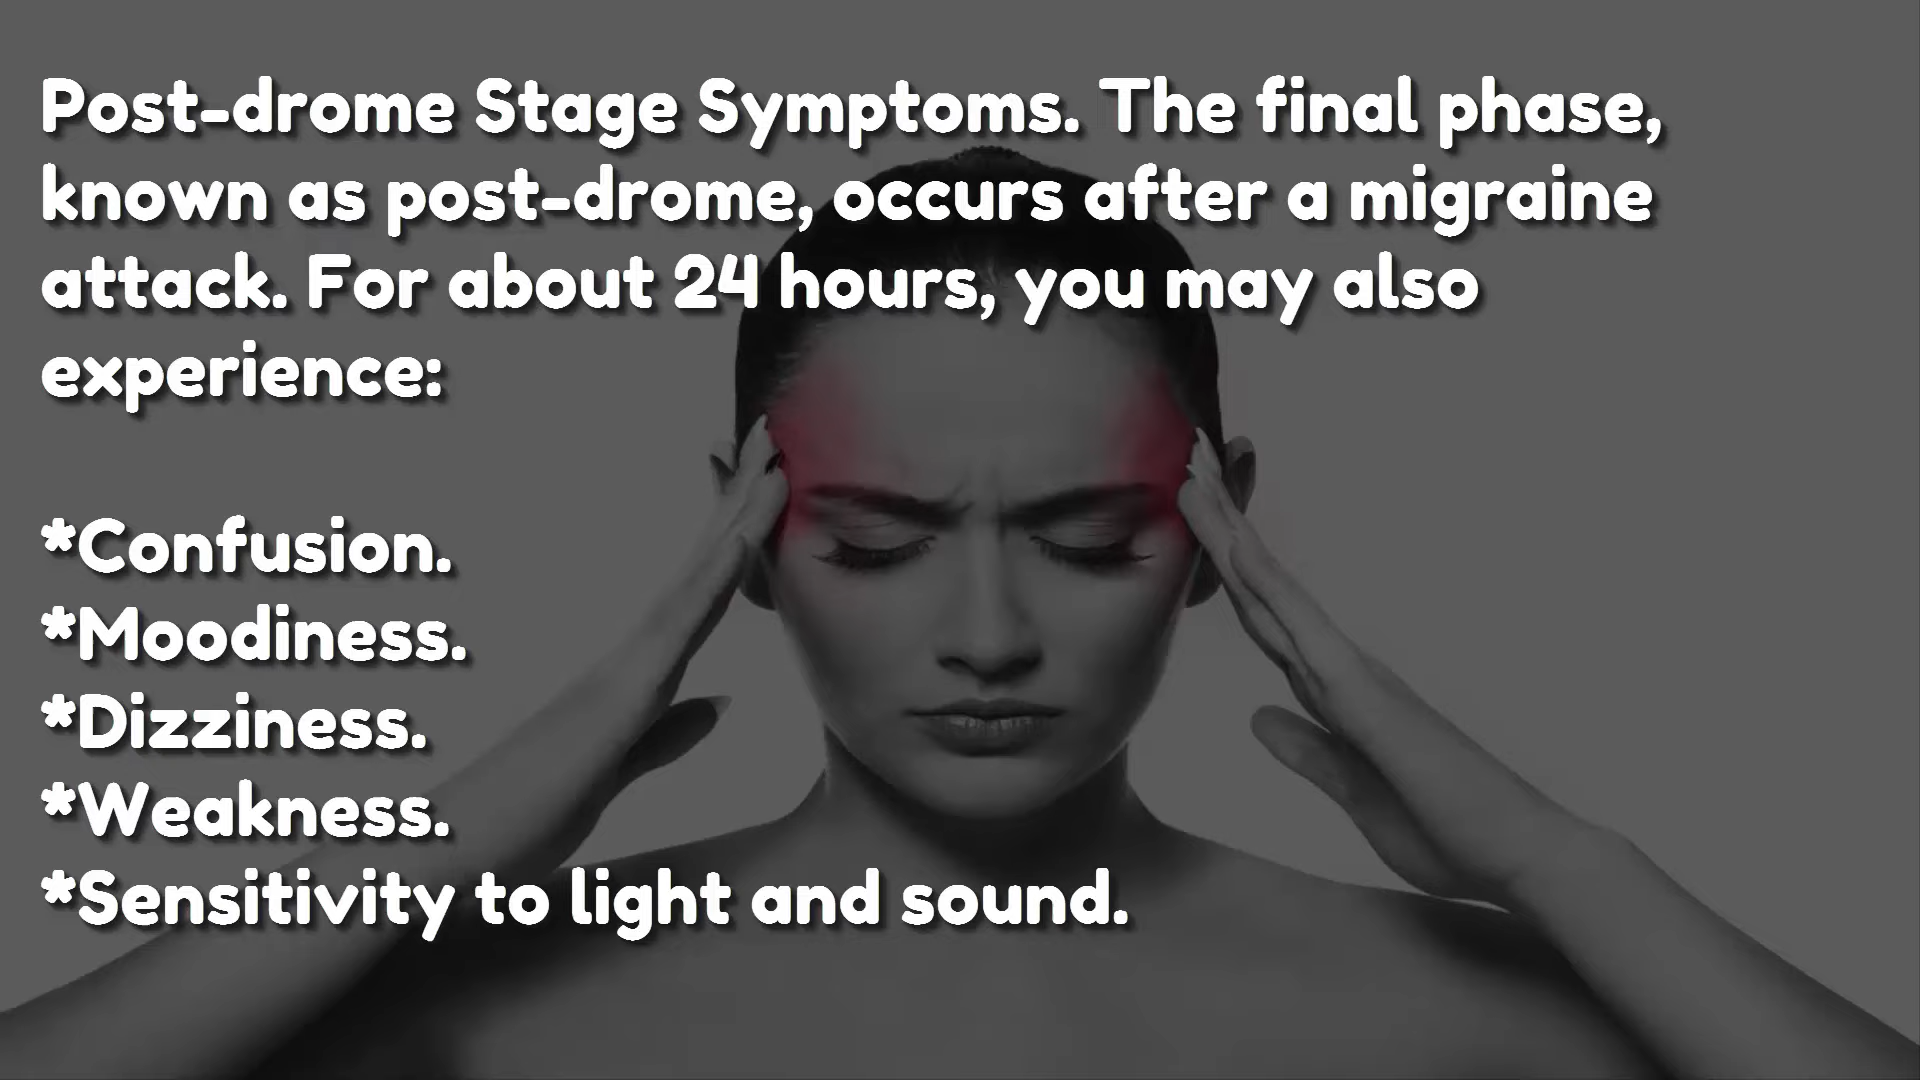 Post-drome Stage Symptoms. The final phase,
known as post-drome, occurs after a migraine
attack. For about 24 hours, you may also
experience:
*Confusion.
*Moodiness.
*Dizziness.
*Weakness.
*Sensitivity to light and sound.